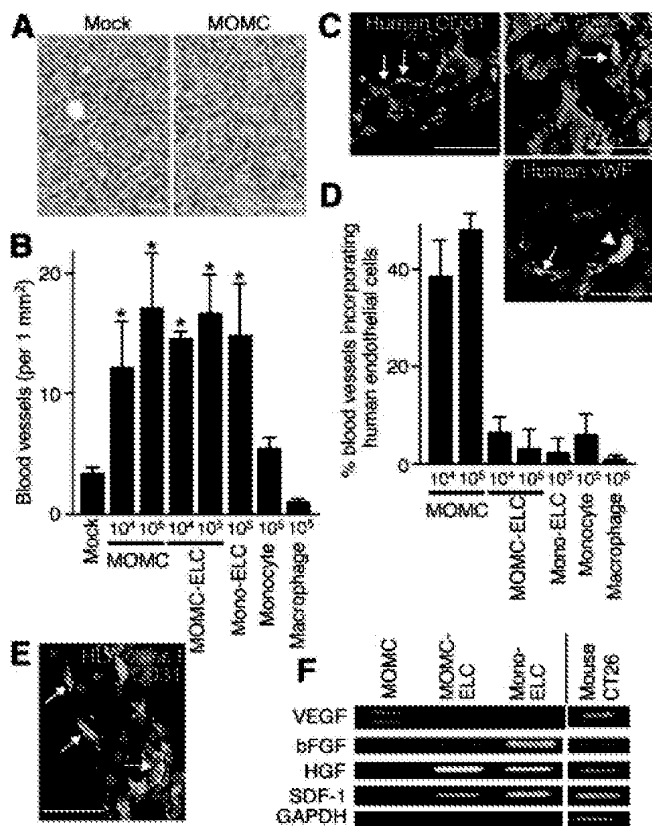 A
Mock MOMC
B
Blood vessels (per 1 mm²)
20
10
0
Mock
10⁴ 10⁵
MOMC
10⁴ 10⁵
MOMC-ELC
10⁵
Mono-ELC
10⁵
Monocyte
10⁵
Macrophage
C
Human CD31
Human vWF
D
% blood vessels incorporating
human endothelial cells
40
20
0
10⁴ 10⁵
MOMC
10⁴ 10⁵
MOMC-ELC
10⁵
Mono-ELC
10⁵
Monocyte
10⁵
Macrophage
E
CD31
F
MOMC
MOMC-
ELC
Mono-
ELC
Mouse
CT26
VEGF
bFGF
HGF
SDF-1
GAPDH